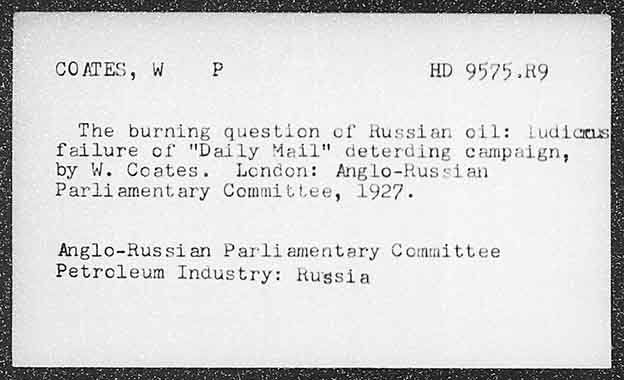 COATES, W P HD 9575.R9
The burning question of Russian oil: ludicrus
failure of "Daily Mail" deterding campaign,
by W. Coates. London: Anglo-Russian
Parliamentary Committee, 1927.
Anglo-Russian Parliamentary Committee
Petroleum Industry: Russia